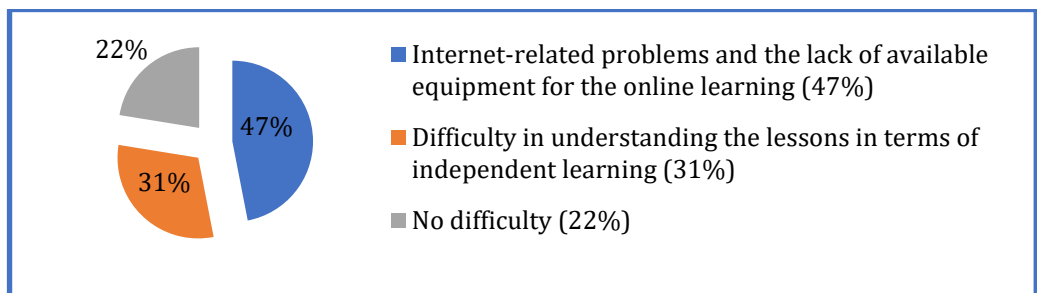 22%
47%
31%
Internet-related problems and the lack of available
equipment for the online learning (47%)
Difficulty in understanding the lessons in terms of
independent learning (31%)
No difficulty (22%)